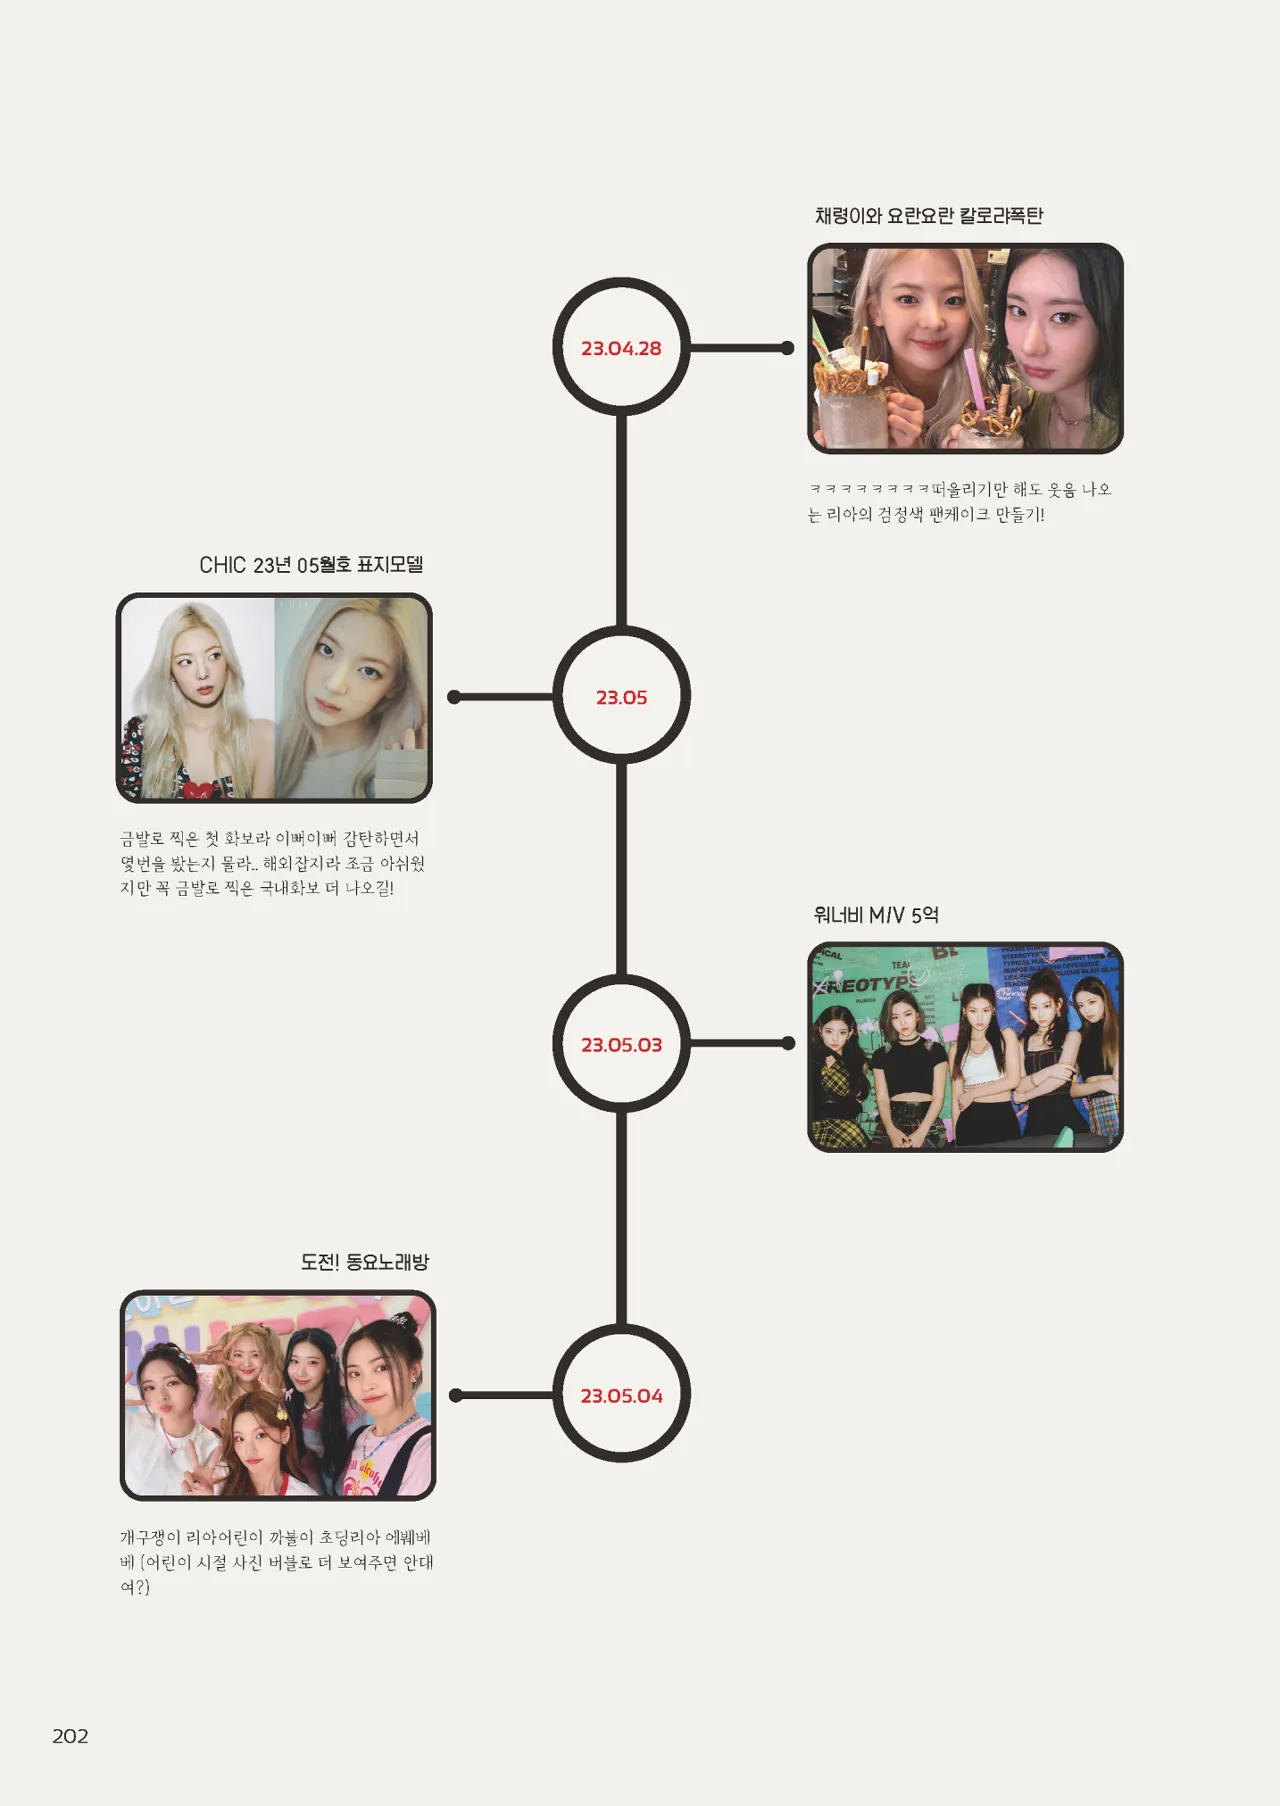 채령이와 요란요란 칼로랴폭탄
23.04.28
ㅋㅋㅋㅋㅋㅋㅋㅋ떠올리기만 해도 웃음 나오
는 리아의 검정색 팬케이크 만들기!
CHIC 23년 05월호 표지모델
23.05
금발로 찍은 첫 화보라 이뻐이뻐 감탄하면서
몇번을 봤는지 몰라.. 해외잡지라 조금 아쉬웠
지만 꼭 금발로 찍은 국내화보 더 나오길!
워너비 M/V 5억
TEA
REOTYP
RUMOR
23.05.03
도전! 동요노래방
23.05.04
개구쟁이 리아어린이 까불이 초딩리아 에붸베
베 (어린이 시절 사진 버블로 더 보여주면 안대
여?)
202